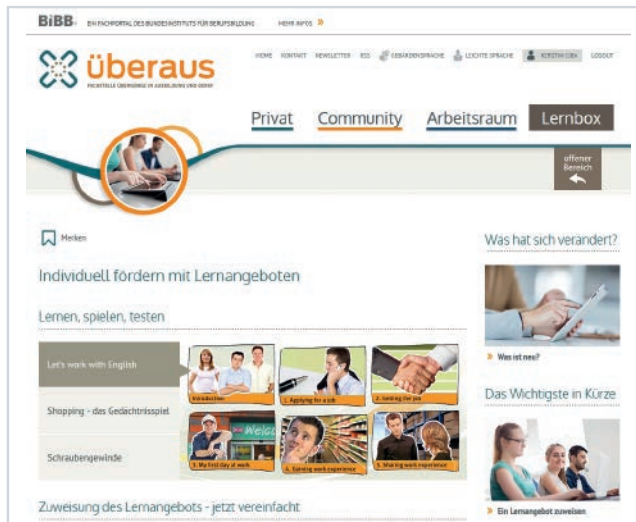 BiBB. EIN FACHPORTAL DES BUNDESINSTITUTS FÜR BERUFSBILDUNG MEHR INFOS »
HOME KONTAKT NEWSLETTER RSS GEBÄRDENSPRACHE LEICHTE SPRACHE LOGOUT
überaus
FACHSTELLE ÜBERGÄNGE IN AUSBILDUNG UND BERUF
Privat Community Arbeitsraum Lernbox
offener
Bereich
Merken
Individuell fördern mit Lernangeboten
Lernen, spielen, testen
Let's work with English
Shopping - das Gedächtnisspiel
Schraubengewinde
Introduction
1. Applying for a job
2. Getting the job
3. My first day at work
4. Gaining work experience
5. Sharing work experience
Zuweisung des Lernangebots - jetzt vereinfacht
Was hat sich verändert?
» Was ist neu?
Das Wichtigste in Kürze
» Ein Lernangebot zuweisen